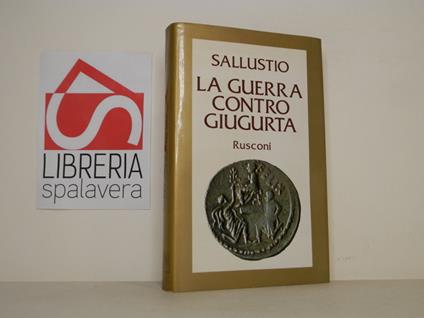 LIBRERIA
spalavera
SALLUSTIO
LA GUERRA
CONTRO
GIUGURTA
Rusconi